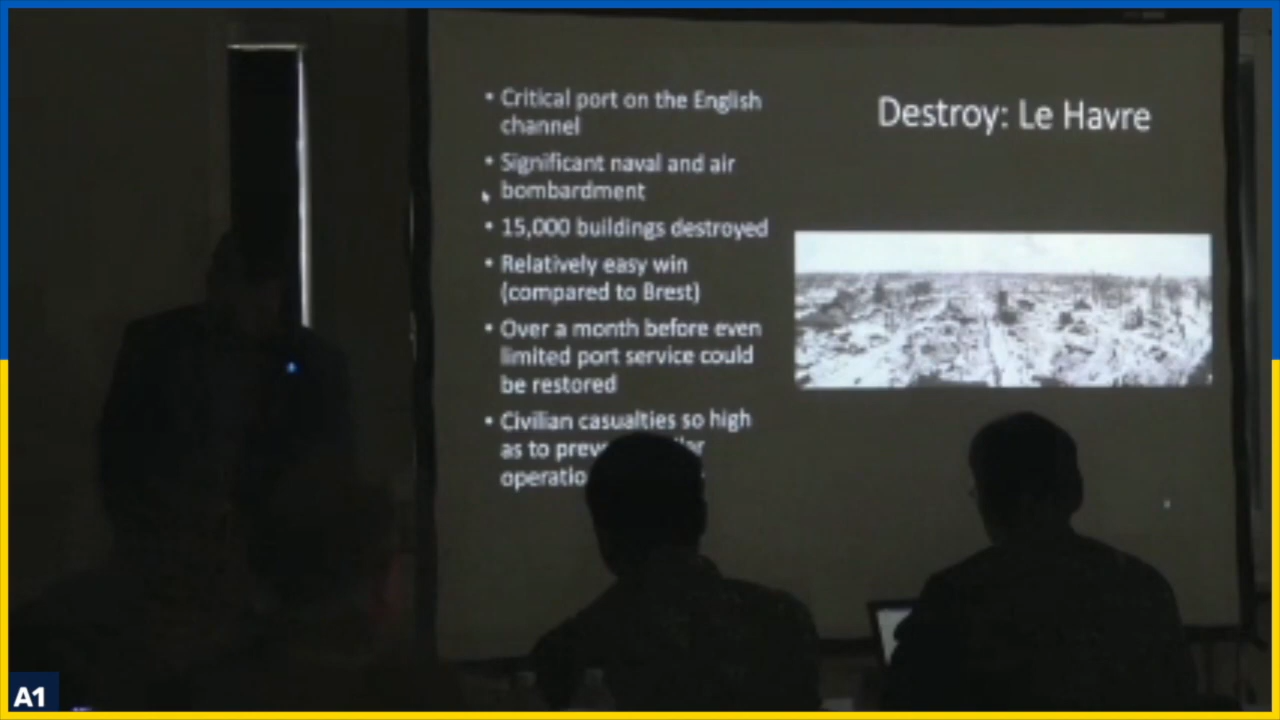 Destroy: Le Havre
• Critical port on the English
channel
• Significant naval and air
bombardment
• 15,000 buildings destroyed
• Relatively easy win
(compared to Brest)
• Over a month before even
limited port service could
be restored
• Civilian casualties so high
as to
A1